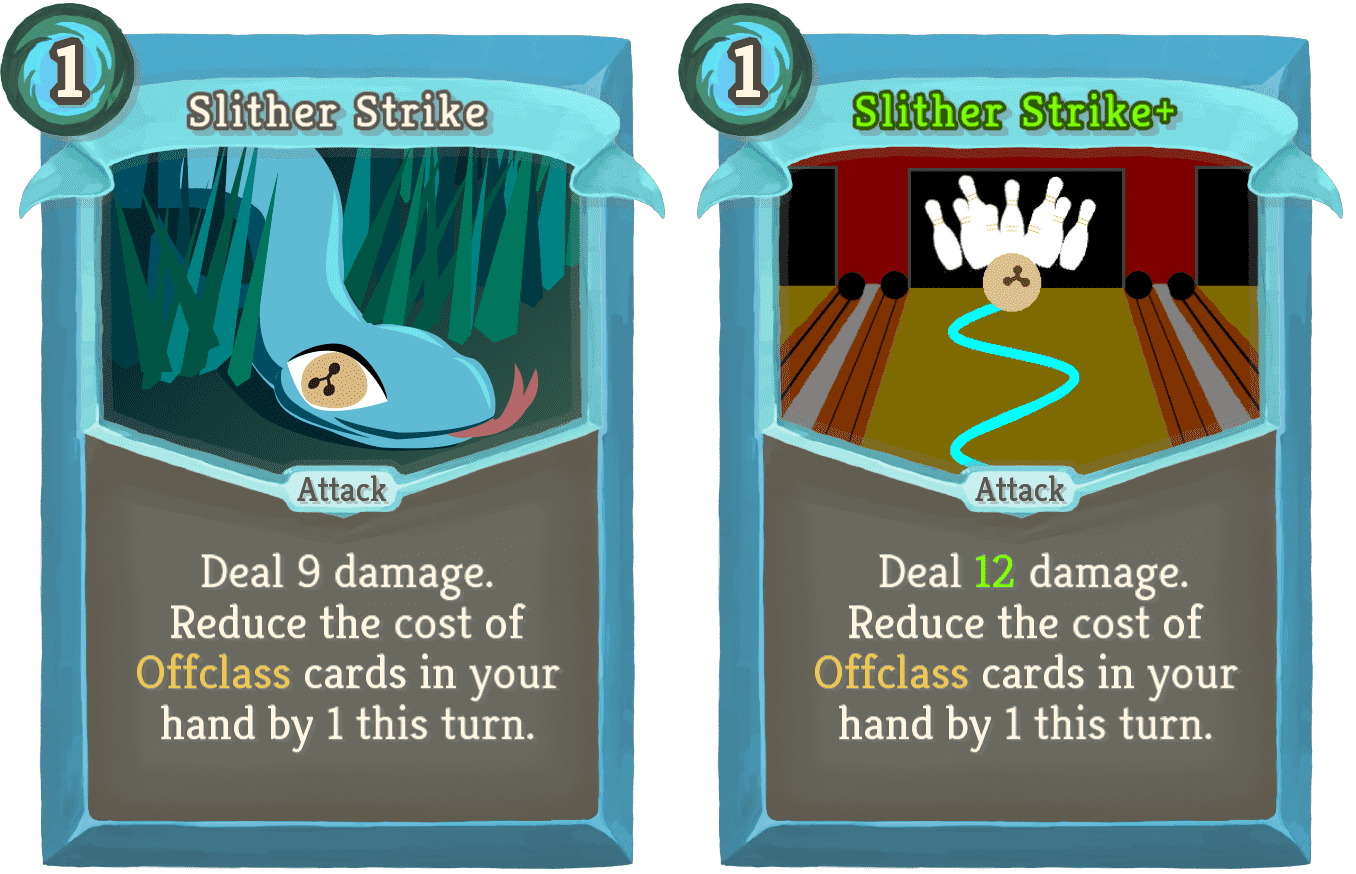 1
Slither Strike
Attack
Deal 9 damage.
Reduce the cost of
Offclass cards in your
hand by 1 this turn.
1
Slither Strike+
Attack
Deal 12 damage.
Reduce the cost of
Offclass cards in your
hand by 1 this turn.